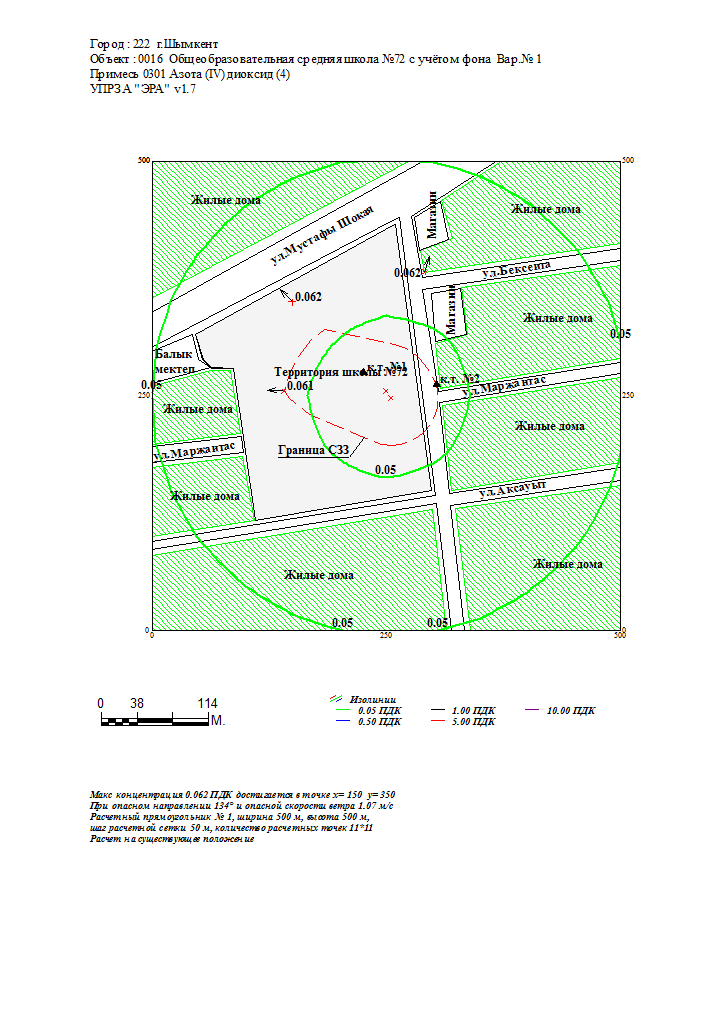 Город : 222 г.Шымкент
Объект : 0016 Общеобразовательная средняя школа №72 с учётом фона Вар.№ 1
Примесь 0301 Азота (IV) диоксид (4)
УПРЗА "ЭРА" v1.7
500
500
Жилые дома
Магазин
Жилые дома
ул.Мустафы Шокая
0.062
ул.Бексеита
0.062
Магазин
Жилые дома
0.05
Балык
мектеп
к.т. №1
Территория школы №72
0.061
к.т. №2
ул.Маржантас
0.05
250
250
Жилые дома
Жилые дома
ул.Маржантас
Граница СЗЗ
0.05
Жилые дома
ул.Аксауыт
Жилые дома
Жилые дома
0.05
0.05
0
0
0
250
500
0 38 114
М.
Изолинии
0.05 ПДК
1.00 ПДК
10.00 ПДК
0.50 ПДК
5.00 ПДК
Макс концентрация 0.062 ПДК достигается в точке x= 150 y= 350
При опасном направлении 134° и опасной скорости ветра 1.07 м/с
Расчетный прямоугольник № 1, ширина 500 м, высота 500 м,
шаг расчетной сетки 50 м, количество расчетных точек 11*11
Расчет на существующее положение